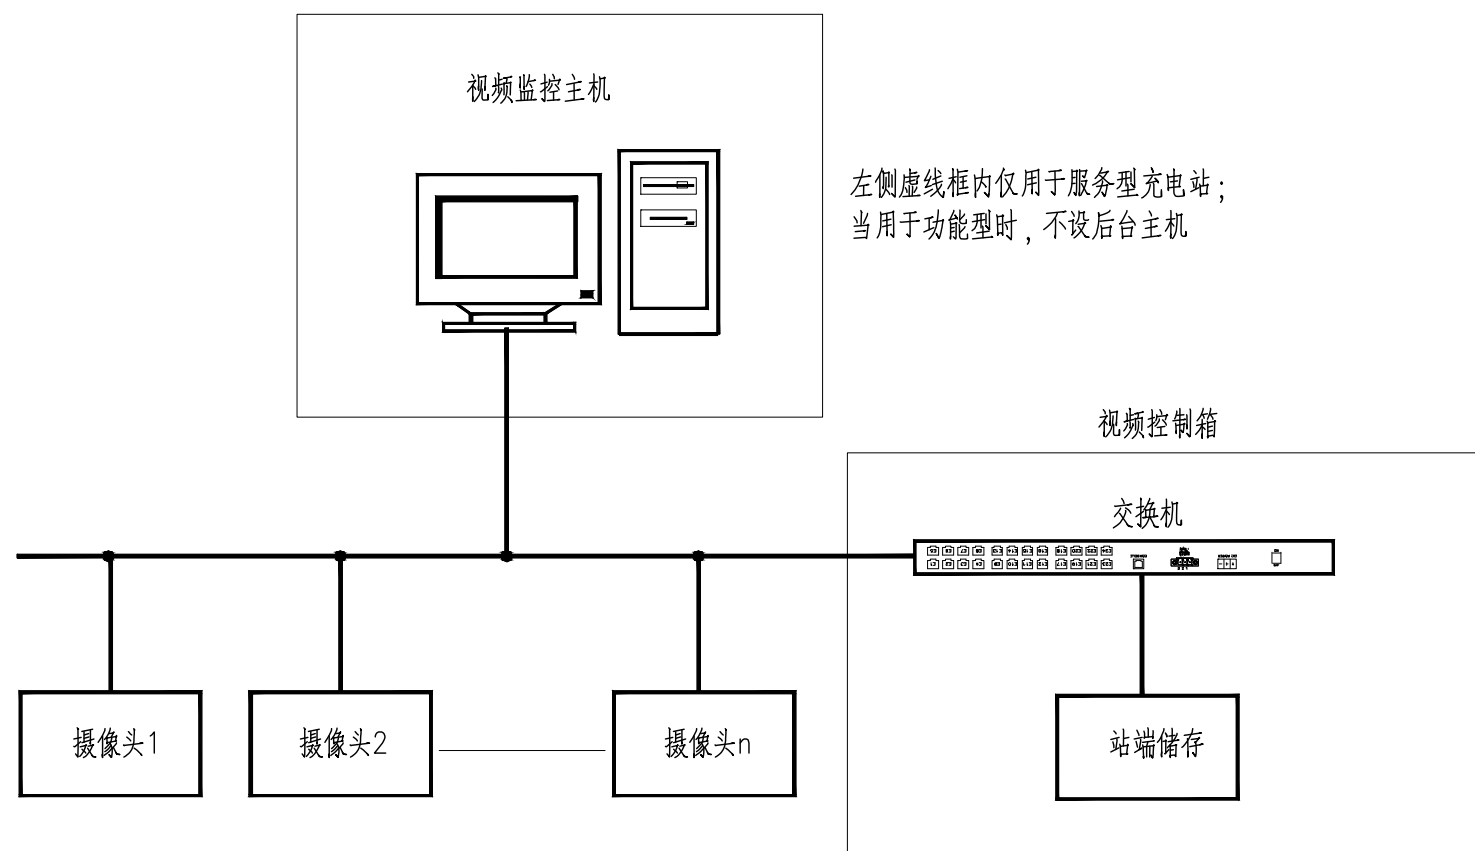 视频监控主机
左侧虚线框内仅用于服务型充电站;
当用于功能型时,不设后台主机
视频控制箱
交换机
摄像头1
摄像头2
摄像头n
站端储存